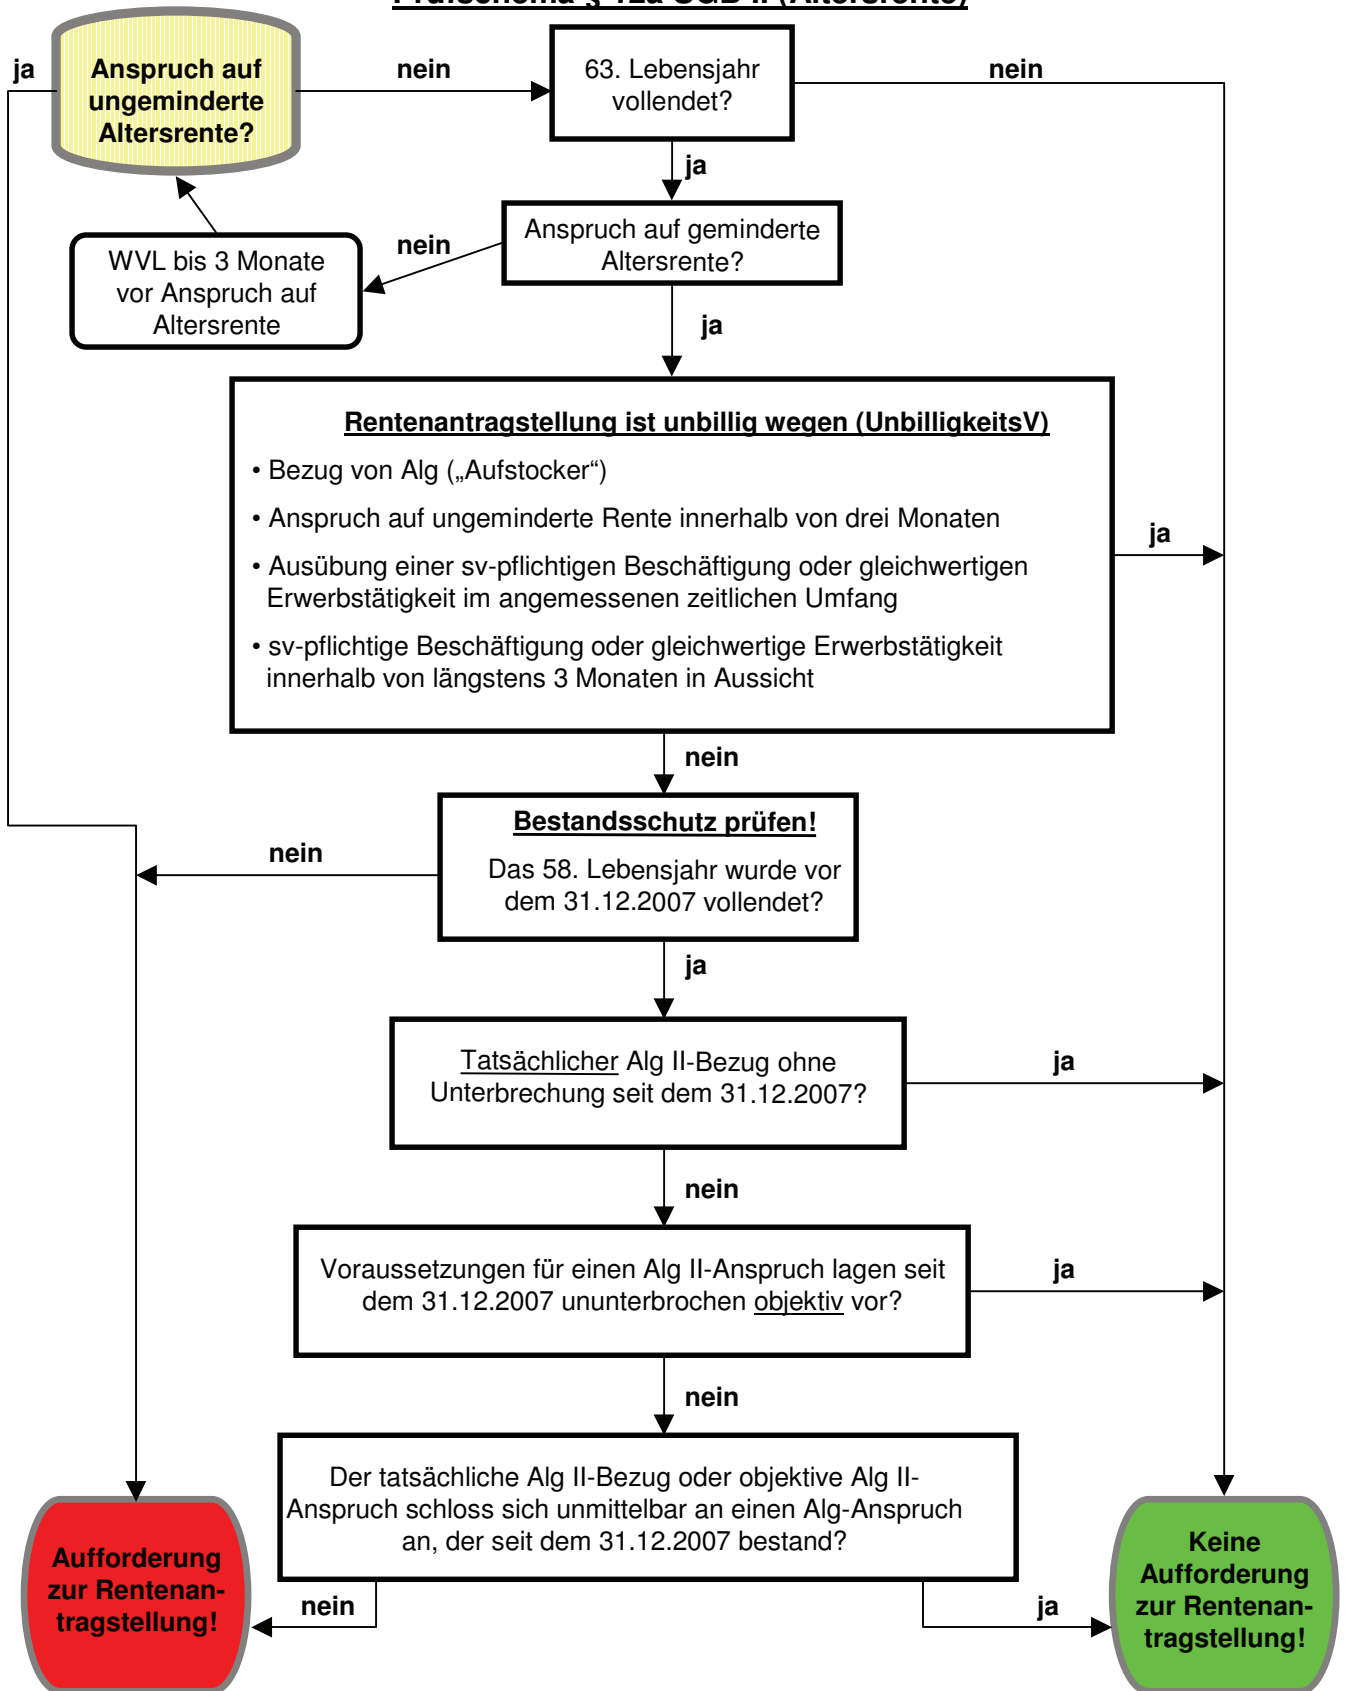 Prüfschema § 12a SGB II (Altersrente)
ja
Anspruch auf
ungeminderte
Altersrente?
nein
63. Lebensjahr
vollendet?
nein
ja
Anspruch auf geminderte
Altersrente?
nein
WVL bis 3 Monate
vor Anspruch auf
Altersrente
ja
Rentenantragstellung ist unbillig wegen (UnbilligkeitsV)
• Bezug von Alg („Aufstocker“)
• Anspruch auf ungeminderte Rente innerhalb von drei Monaten
• Ausübung einer sv-pflichtigen Beschäftigung oder gleichwertigen
Erwerbstätigkeit im angemessenen zeitlichen Umfang
• sv-pflichtige Beschäftigung oder gleichwertige Erwerbstätigkeit
innerhalb von längstens 3 Monaten in Aussicht
ja
nein
Bestandsschutz prüfen!
Das 58. Lebensjahr wurde vor
dem 31.12.2007 vollendet?
nein
ja
Tatsächlicher Alg II-Bezug ohne
Unterbrechung seit dem 31.12.2007?
ja
nein
Voraussetzungen für einen Alg II-Anspruch lagen seit
dem 31.12.2007 ununterbrochen objektiv vor?
ja
nein
Der tatsächliche Alg II-Bezug oder objektive Alg II-
Anspruch schloss sich unmittelbar an einen Alg-Anspruch
an, der seit dem 31.12.2007 bestand?
nein
ja
Aufforderung
zur Rentenan-
tragstellung!
Keine
Aufforderung
zur Rentenan-
tragstellung!